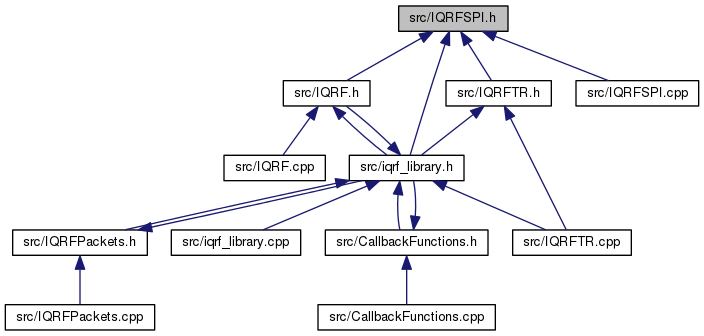 src/IQRFSPI.h
src/IQRF.h
src/IQRFTR.h
src/IQRFSPI.cpp
src/IQRF.cpp
src/iqrf_library.h
src/IQRFPackets.h
src/iqrf_library.cpp
src/CallbackFunctions.h
src/IQRFTR.cpp
src/IQRFPackets.cpp
src/CallbackFunctions.cpp